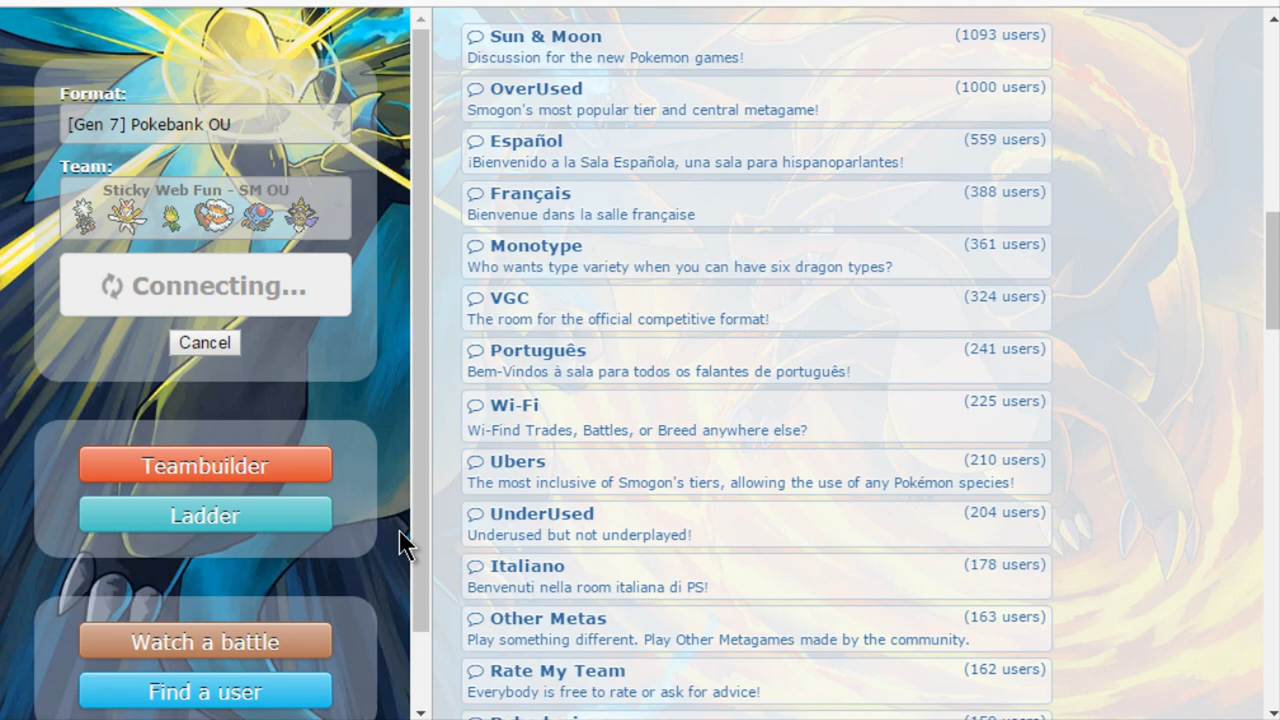 Format:
[Gen 7] Pokebank OU
Team:
Sticky Web Fun - SM OU
Connecting...
Cancel
Teambuilder
Ladder
Watch a battle
Find a user
Sun & Moon (1093 users)
Discussion for the new Pokemon games!
OverUsed (1000 users)
Smogon's most popular tier and central metagame!
Español (559 users)
¡Bienvenido a la Sala Española, una sala para hispanoparlantes!
Français (388 users)
Bienvenue dans la salle française
Monotype (361 users)
Who wants type variety when you can have six dragon types?
VGC (324 users)
The room for the official competitive format!
Português (241 users)
Bem-Vindos à sala para todos os falantes de português!
Wi-Fi (225 users)
Wi-Find Trades, Battles, or Breed anywhere else?
Ubers (210 users)
The most inclusive of Smogon's tiers, allowing the use of any Pokémon species!
UnderUsed (204 users)
Underused but not underplayed!
Italiano (178 users)
Benvenuti nella room italiana di PS!
Other Metas (163 users)
Play something different. Play Other Metagames made by the community.
Rate My Team (162 users)
Everybody is free to rate or ask for advice!